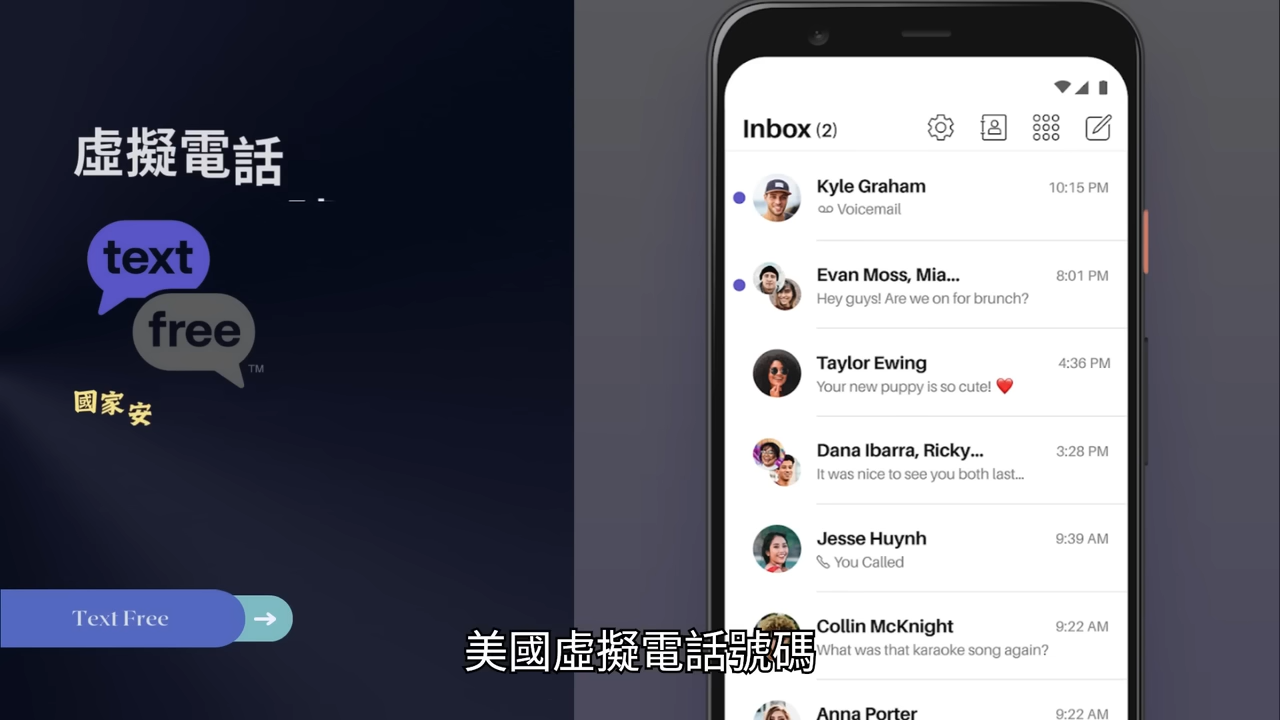 虛擬電話
text
free
TM
國家安
Text Free
Inbox (2)
Kyle Graham
10:15 PM
Voicemail
Evan Moss, Mia...
8:01 PM
Hey guys! Are we on for brunch?
Taylor Ewing
4:36 PM
Your new puppy is so cute! ❤️
Dana Ibarra, Ricky...
3:28 PM
It was nice to see you both last...
Jesse Huynh
9:39 AM
You Called
Collin McKnight
9:22 AM
What was that karaoke song again?
美國虛擬電話號碼
Anna Porter
9:22 AM